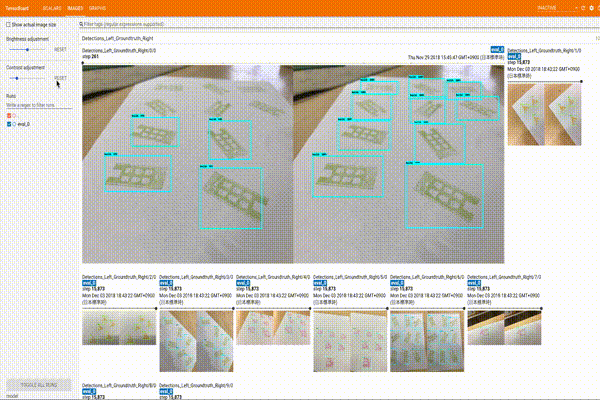 TensorBoard SCALARS IMAGES GRAPHS INACTIVE
Show actual image size
Filter tags (regular expressions supported)
Brightness adjustment
RESET
Contrast adjustment
RESET
Runs
Write a regex to filter runs
.
eval_0
TOGGLE ALL RUNS
model
Detections_Left_Groundtruth_Right
Detections_Left_Groundtruth_Right/0/0
eval_0
step 261
Thu Nov 29 2018 15:43:47 GMT+0900 (日本標準時)
Detections_Left_Groundtruth_Right/1/0
eval_0
step 15,873
Mon Dec 03 2018 18:43:22 GMT+0900
(日本標準時)
Detections_Left_Groundtruth_Right/2/0
eval_0
step 15,873
Mon Dec 03 2018 18:43:22 GMT+0900
(日本標準時)
Detections_Left_Groundtruth_Right/3/0
eval_0
step 15,873
Mon Dec 03 2018 18:43:22 GMT+0900
(日本標準時)
Detections_Left_Groundtruth_Right/4/0
eval_0
step 15,873
Mon Dec 03 2018 18:43:22 GMT+0900
(日本標準時)
Detections_Left_Groundtruth_Right/5/0
eval_0
step 15,873
Mon Dec 03 2018 18:43:22 GMT+0900
(日本標準時)
Detections_Left_Groundtruth_Right/6/0
eval_0
step 15,873
Mon Dec 03 2018 18:43:22 GMT+0900
(日本標準時)
Detections_Left_Groundtruth_Right/7/0
eval_0
step 15,873
Mon Dec 03 2018 18:43:22 GMT+0900
(日本標準時)
Detections_Left_Groundtruth_Right/8/0
eval_0
step 15,873
Detections_Left_Groundtruth_Right/9/0
eval_0
step 15,873